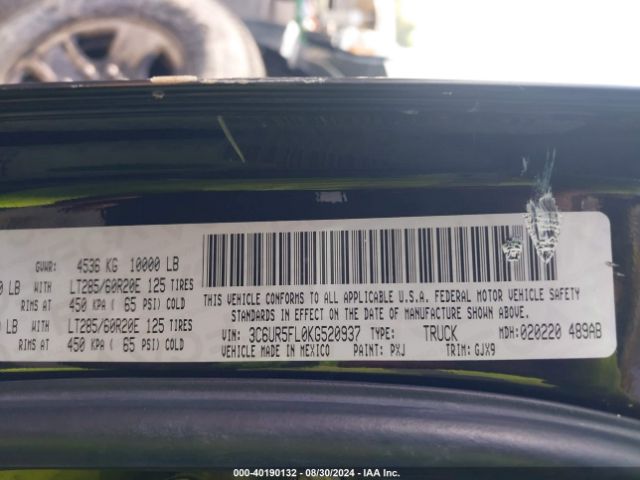 GVWR: 4536 KG 10000 LB
LB WITH LT285/60R20E 125 TIRES
RIMS AT 450 KPA ( 65 PSI) COLD
LB WITH LT285/60R20E 125 TIRES
RIMS AT 450 KPA ( 65 PSI) COLD
THIS VEHICLE CONFORMS TO ALL APPLICABLE U.S.A. FEDERAL MOTOR VEHICLE SAFETY
STANDARDS IN EFFECT ON THE DATE OF MANUFACTURE SHOWN ABOVE.
VIN: 3C6UR5FL0KG520937 TYPE: TRUCK MDH:020220 489AB
VEHICLE MADE IN MEXICO PAINT: PXJ TRIM: GJX9
000-40190132 - 08/30/2024 - IAA Inc.